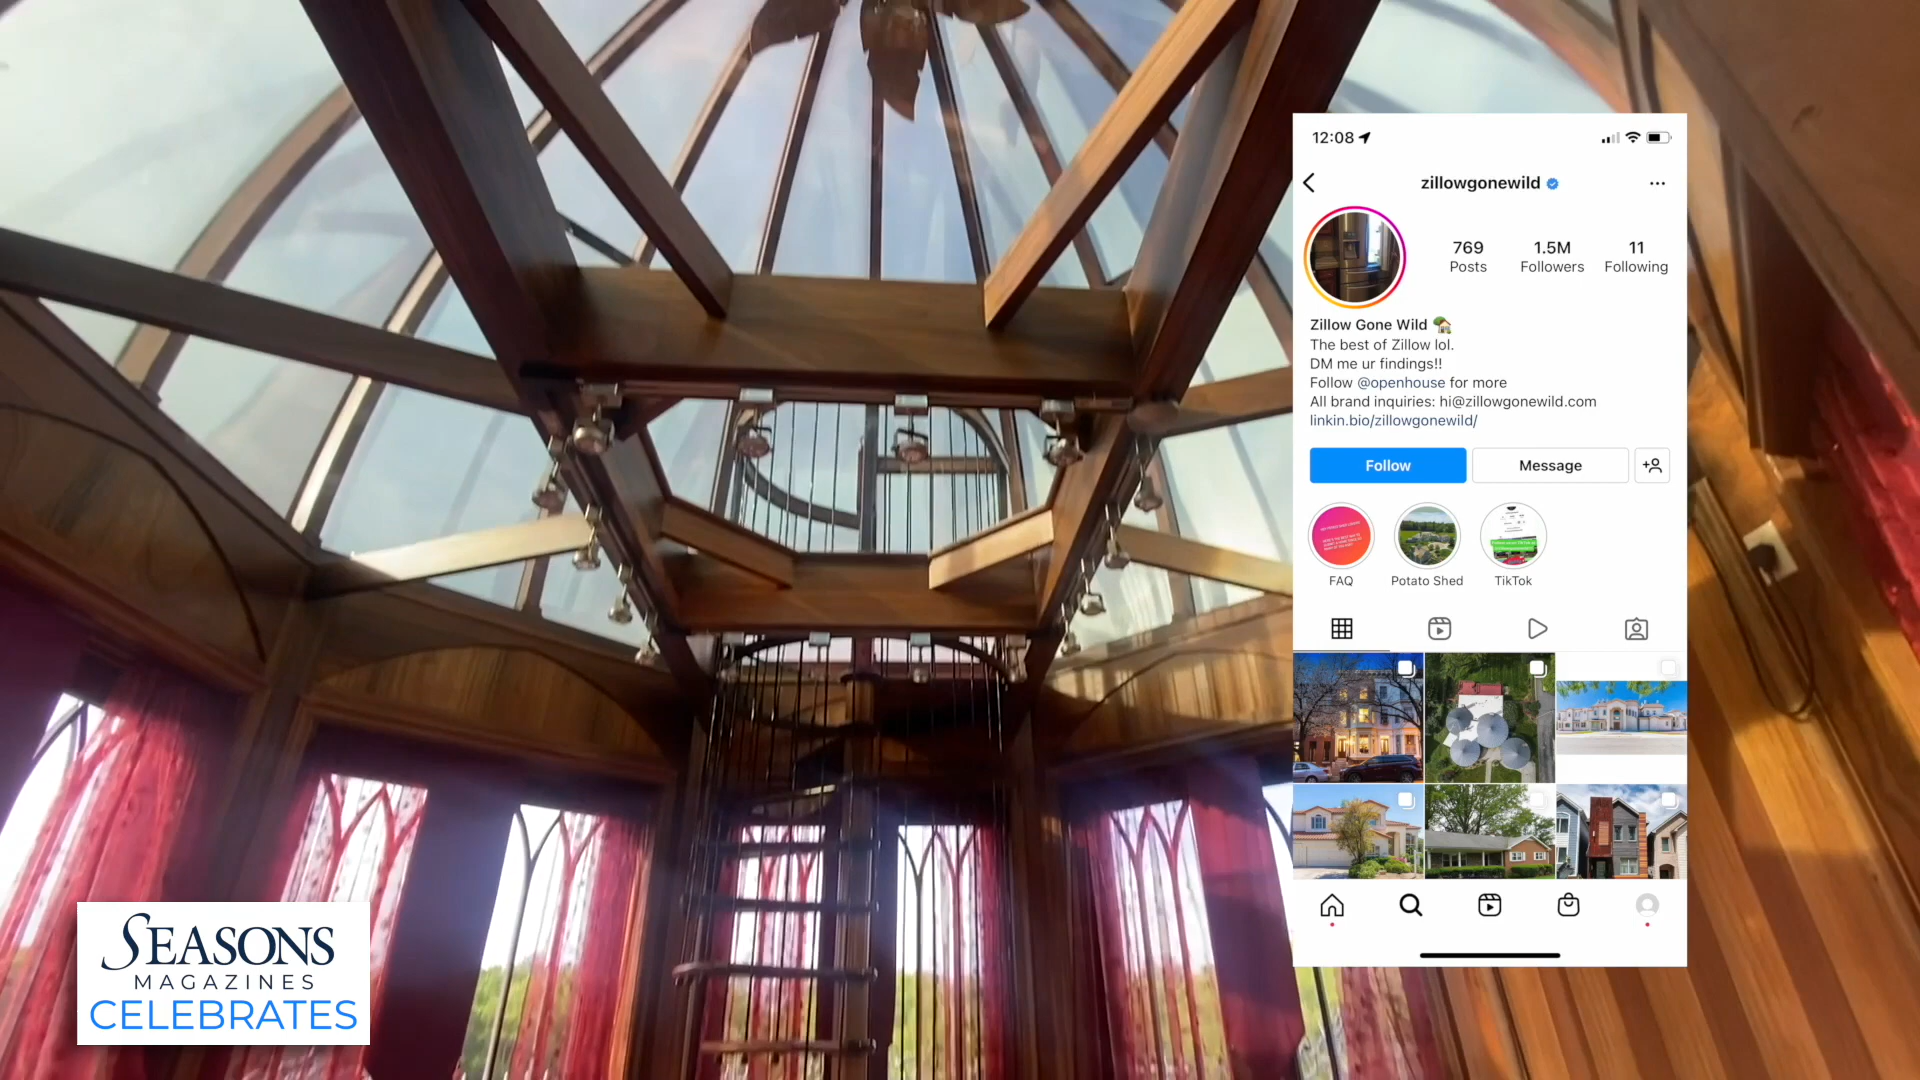 12:08
zillowgonewild
769
1.5M
11
Posts
Followers
Following
Zillow Gone Wild
The best of Zillow lol.
DM me ur findings!!
Follow @openhouse for more
All brand inquiries: hi@zillowgonewild.com
linkin.bio/zillowgonewild/
Follow
Message
FAQ
Potato Shed
TikTok
SEASONS
MAGAZINES
CELEBRATES